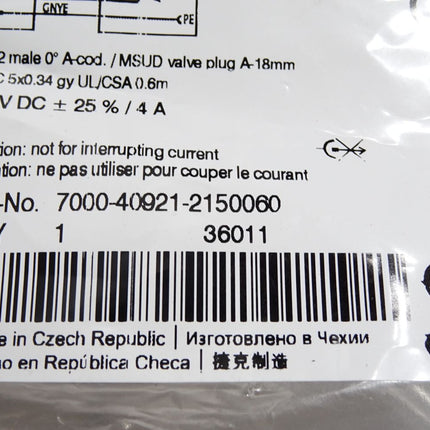 GNYE
PE
2 male 0° A-cod. / MSUD valve plug A-18mm
C 5x0.34 gy UL/CSA 0.6m
V DC ± 25 % / 4 A
ion: not for interrupting current
tion: ne pas utiliser pour couper le courant
-No. 7000-40921-2150060
Y 1 36011
e in Czech Republic | Изготовлено в Чехии
o en República Checa | 捷克制造